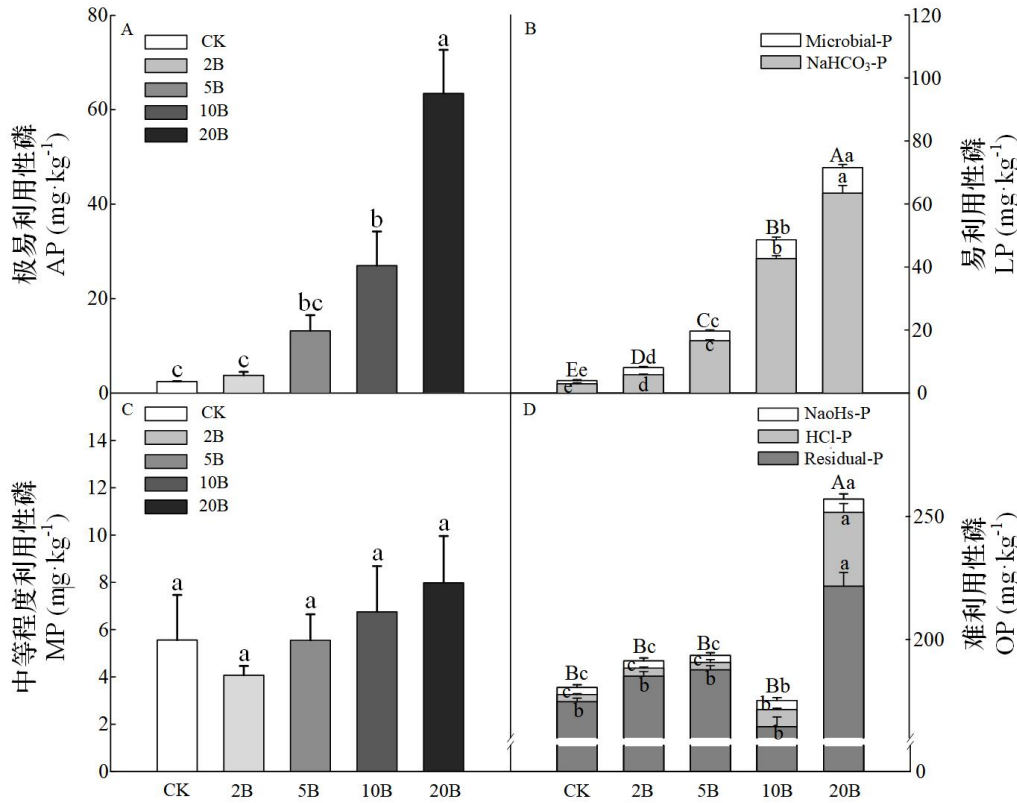 A
80
60
40
20
0
极易利用性磷
AP (mg·kg⁻¹)
CK
2B
5B
10B
20B
c
c
bc
b
a
B
Microbial-P
NaHCO₃-P
120
100
80
60
40
20
0
易利用性磷
LP (mg·kg⁻¹)
Ee
e
Dd
d
Cc
c
Bb
b
Aa
a
C
14
12
10
8
6
4
2
0
中等程度利用性磷
MP (mg·kg⁻¹)
CK
2B
5B
10B
20B
a
a
a
a
a
CK
2B
5B
10B
20B
D
NaoHs-P
HCl-P
Residual-P
250
200
0
难利用性磷
OP (mg·kg⁻¹)
Bc
c
b
Bc
c
b
Bc
c
b
Bb
b
b
Aa
a
a
CK
2B
5B
10B
20B